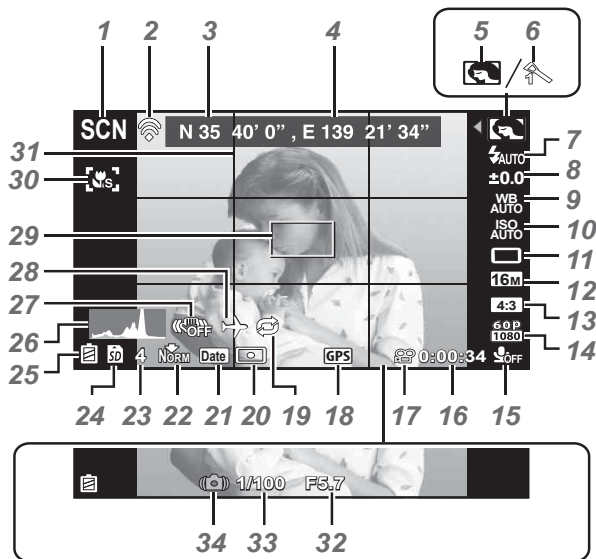 1 2 3 4 5 6
SCN N 35 40' 0" , E 139 21' 34"
31
AUTO
7
30
s
±0.0
8
WB
AUTO
9
29
ISO
AUTO
10
11
28
16M
12
27
OFF
4:3
13
26
60P
1080
14
25
SD 4 NORM Date GPS 0:00:34 OFF
24 23 22 21 20 19 18 17 16 15
1/100 F5.7
34 33 32